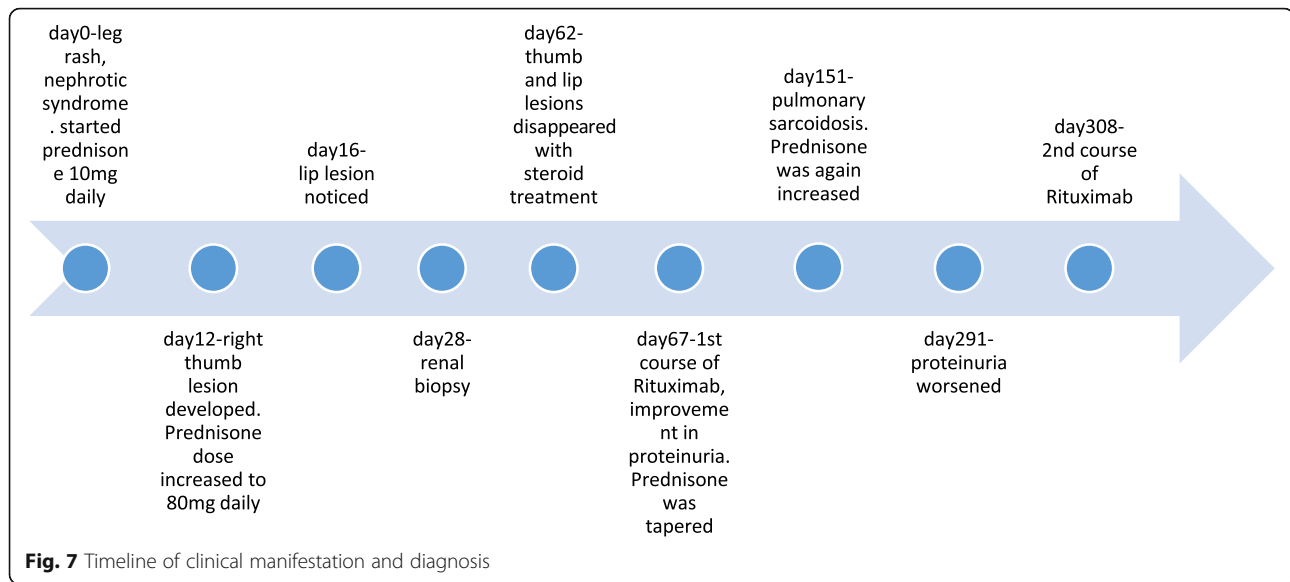 day0-leg
rash,
nephrotic
syndrome
. started
prednison
e 10mg
daily
day12-right
thumb
lesion
developed.
Prednisone
dose
increased to
80mg daily
day16-
lip lesion
noticed
day28-
renal
biopsy
day62-
thumb
and lip
lesions
disappeared
with
steroid
treatment
day67-1st
course of
Rituximab,
improveme
nt in
proteinuria.
Prednisone
was
tapered
day151-
pulmonary
sarcoidosis.
Prednisone
was again
increased
day291-
proteinuria
worsened
day308-
2nd course
of
Rituximab
Fig. 7 Timeline of clinical manifestation and diagnosis